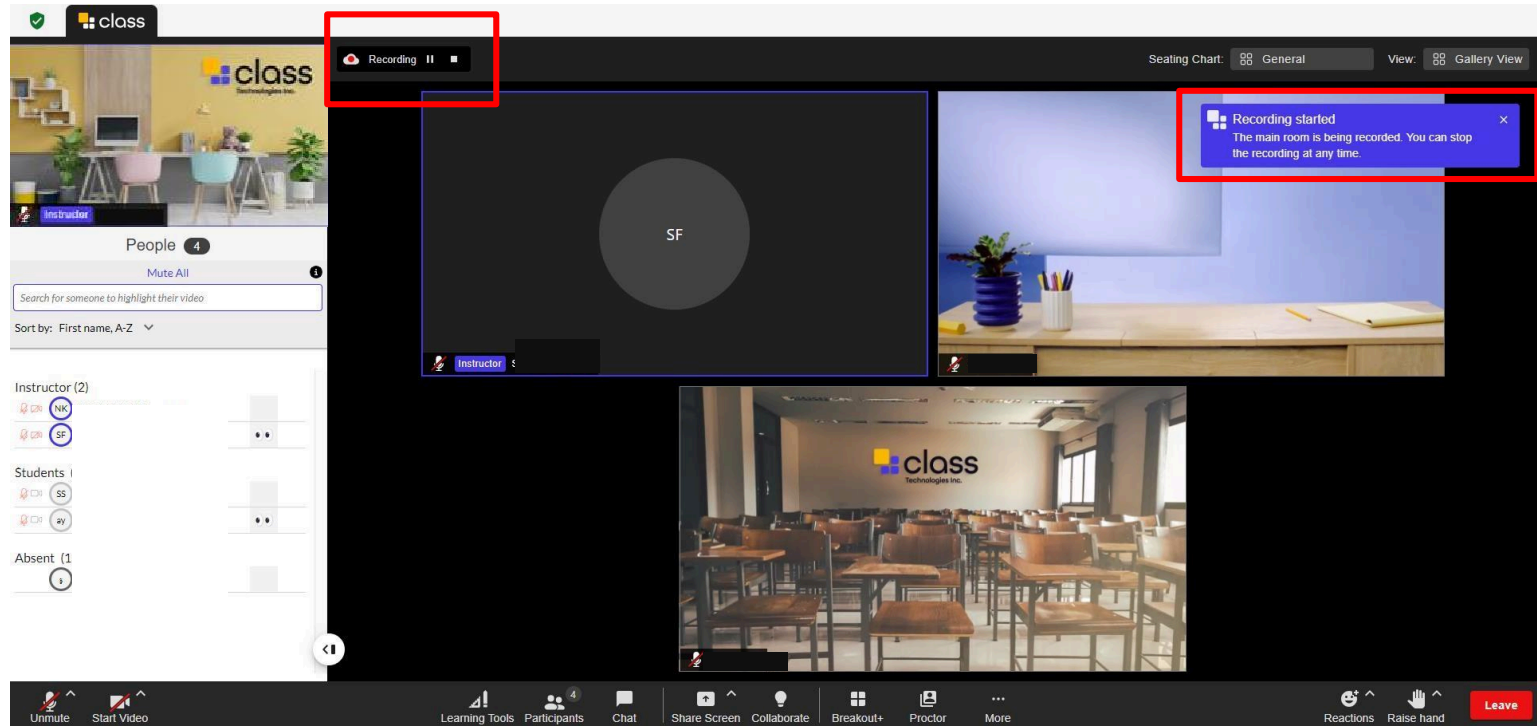 class
class
Technologies Inc.
Instructor
People 4
Mute All
Search for someone to highlight their video
Sort by: First name, A-Z
Instructor (2)
NK
SF
Students
SS
ay
Absent (1
Recording
Seating Chart: General
View: Gallery View
SF
Instructor
Recording started
The main room is being recorded. You can stop
the recording at any time.
class
Technologies Inc.
Unmute
Start Video
Learning Tools
Participants 4
Chat
Share Screen
Collaborate
Breakout+
Proctor
More
Reactions
Raise hand
Leave